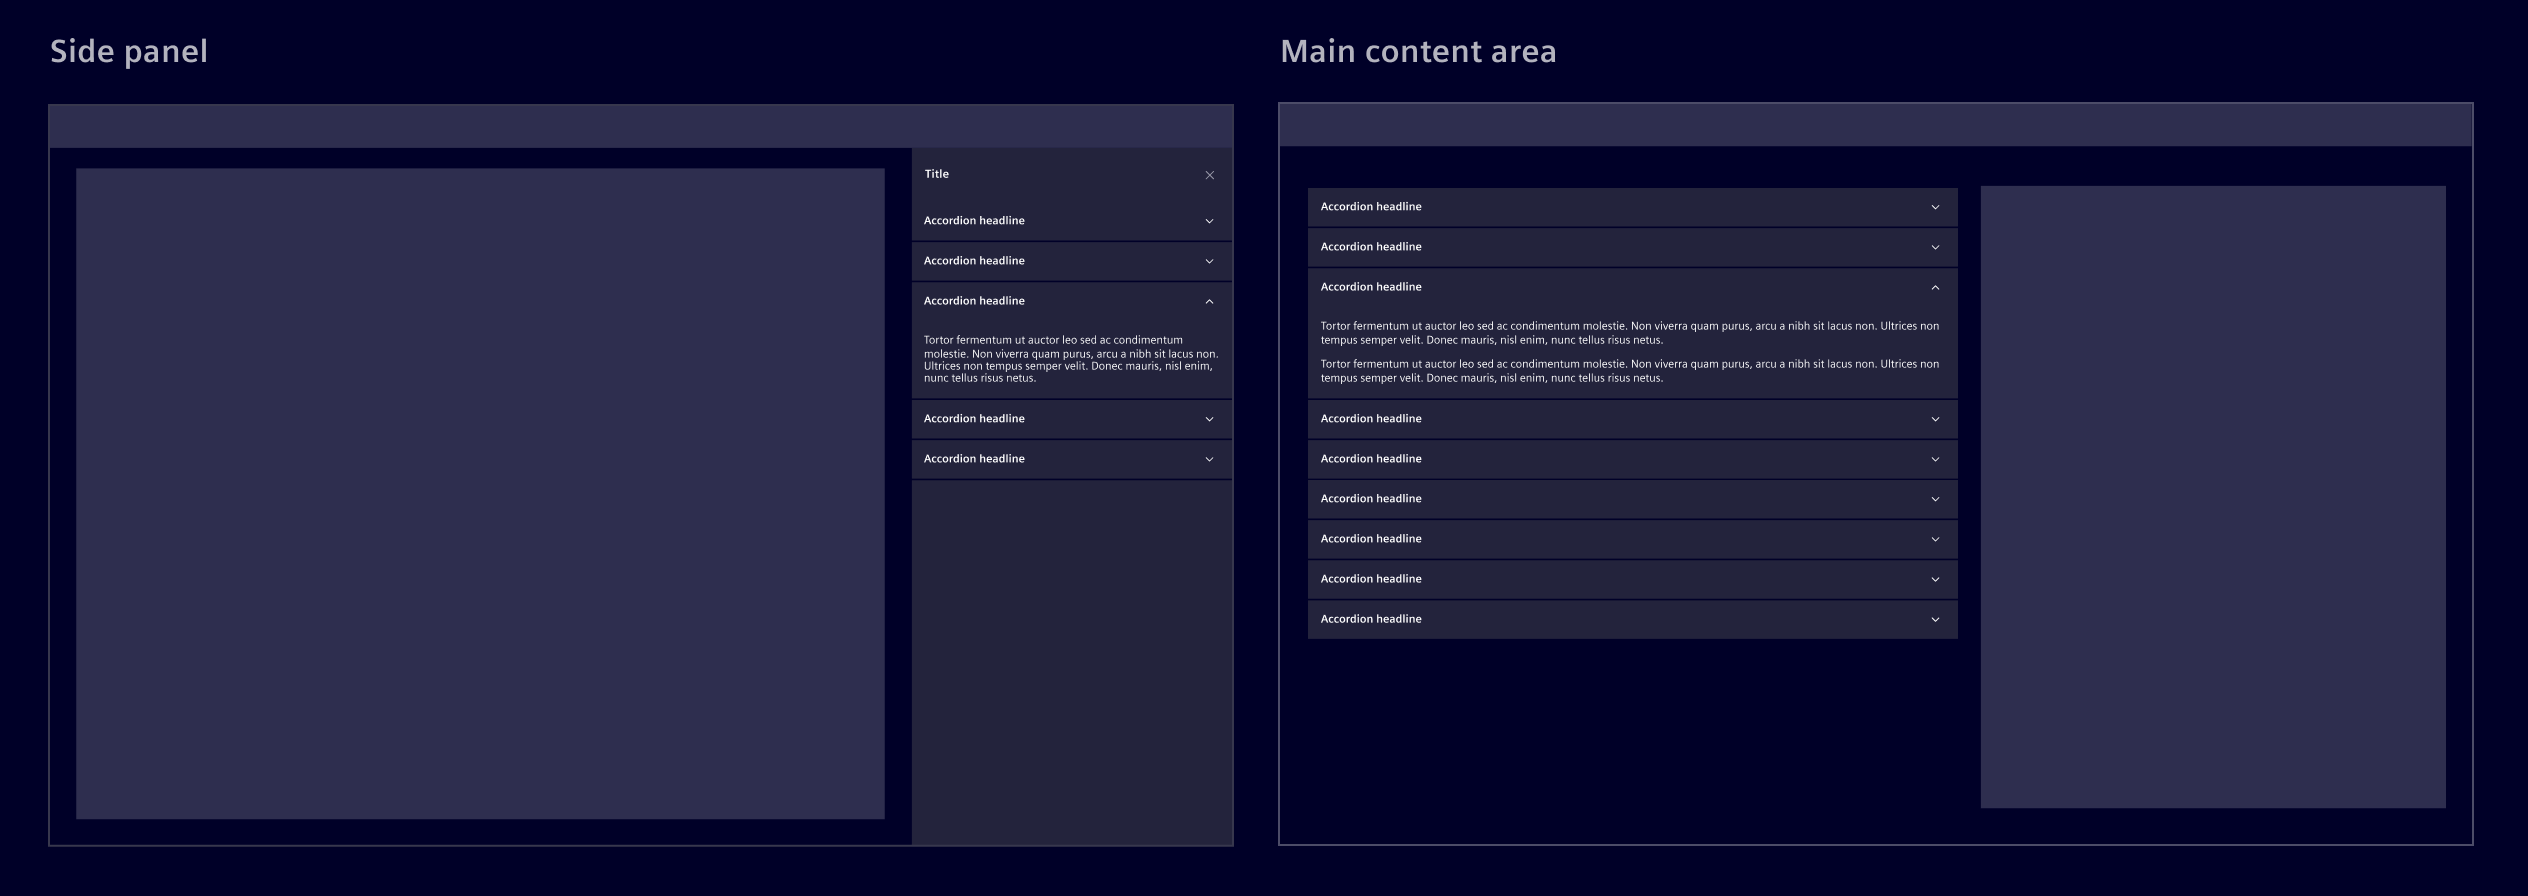 Side panel
Title
Accordion headline
Accordion headline
Accordion headline
Tortor fermentum ut auctor leo sed ac condimentum
molestie. Non viverra quam purus, arcu a nibh sit lacus non.
Ultrices non tempus semper velit. Donec mauris, nisl enim,
nunc tellus risus netus.
Accordion headline
Accordion headline
Main content area
Accordion headline
Accordion headline
Accordion headline
Tortor fermentum ut auctor leo sed ac condimentum molestie. Non viverra quam purus, arcu a nibh sit lacus non. Ultrices non
tempus semper velit. Donec mauris, nisl enim, nunc tellus risus netus.
Tortor fermentum ut auctor leo sed ac condimentum molestie. Non viverra quam purus, arcu a nibh sit lacus non. Ultrices non
tempus semper velit. Donec mauris, nisl enim, nunc tellus risus netus.
Accordion headline
Accordion headline
Accordion headline
Accordion headline
Accordion headline
Accordion headline